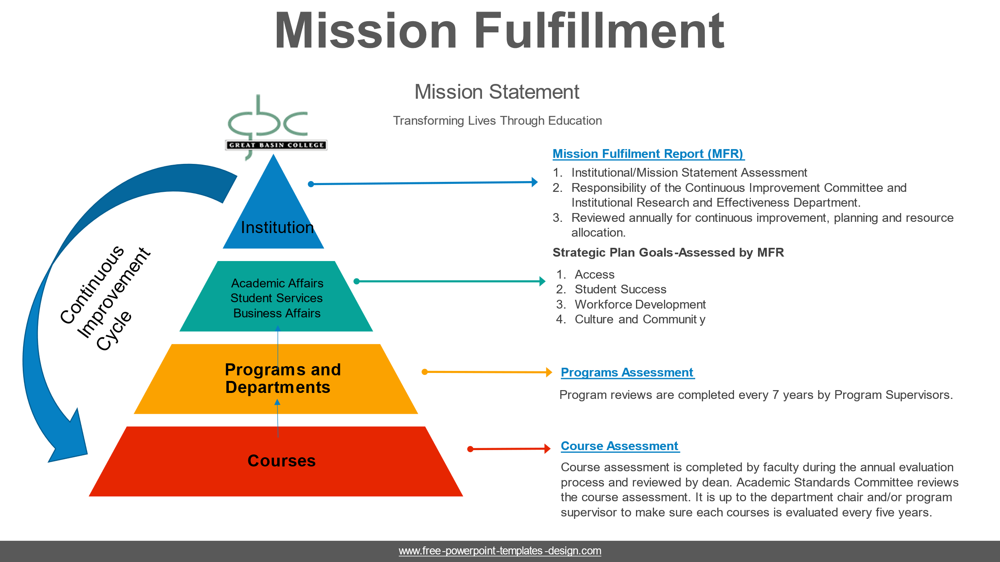 Mission Fulfillment
Mission Statement
Transforming Lives Through Education
gbc
GREAT BASIN COLLEGE
Institution
Academic Affairs
Student Services
Business Affairs
Programs and
Departments
Courses
Continuous
Improvement
Cycle
Mission Fulfilment Report (MFR)
1. Institutional/Mission Statement Assessment
2. Responsibility of the Continuous Improvement Committee and
Institutional Research and Effectiveness Department.
3. Reviewed annually for continuous improvement, planning and resource
allocation.
Strategic Plan Goals-Assessed by MFR
1. Access
2. Student Success
3. Workforce Development
4. Culture and Community
Programs Assessment
Program reviews are completed every 7 years by Program Supervisors.
Course Assessment
Course assessment is completed by faculty during the annual evaluation
process and reviewed by dean. Academic Standards Committee reviews
the course assessment. It is up to the department chair and/or program
supervisor to make sure each courses is evaluated every five years.
www.free-powerpoint-templates-design.com